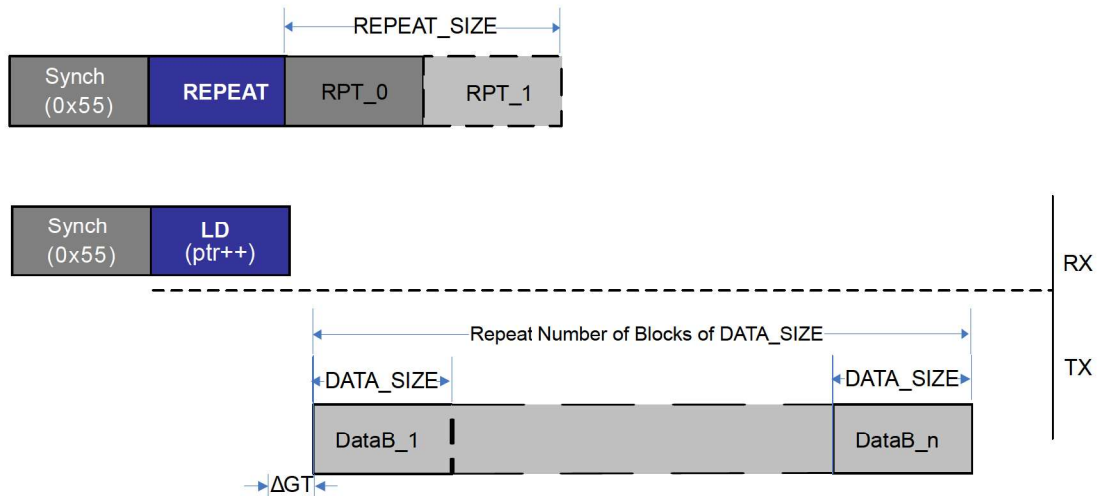 REPEAT_SIZE
Synch
(0x55)
REPEAT
RPT_0
RPT_1
Synch
(0x55)
LD
(ptr++)
RX
Repeat Number of Blocks of DATA_SIZE
TX
DATA_SIZE
DATA_SIZE
DataB_1
DataB_n
ΔGT